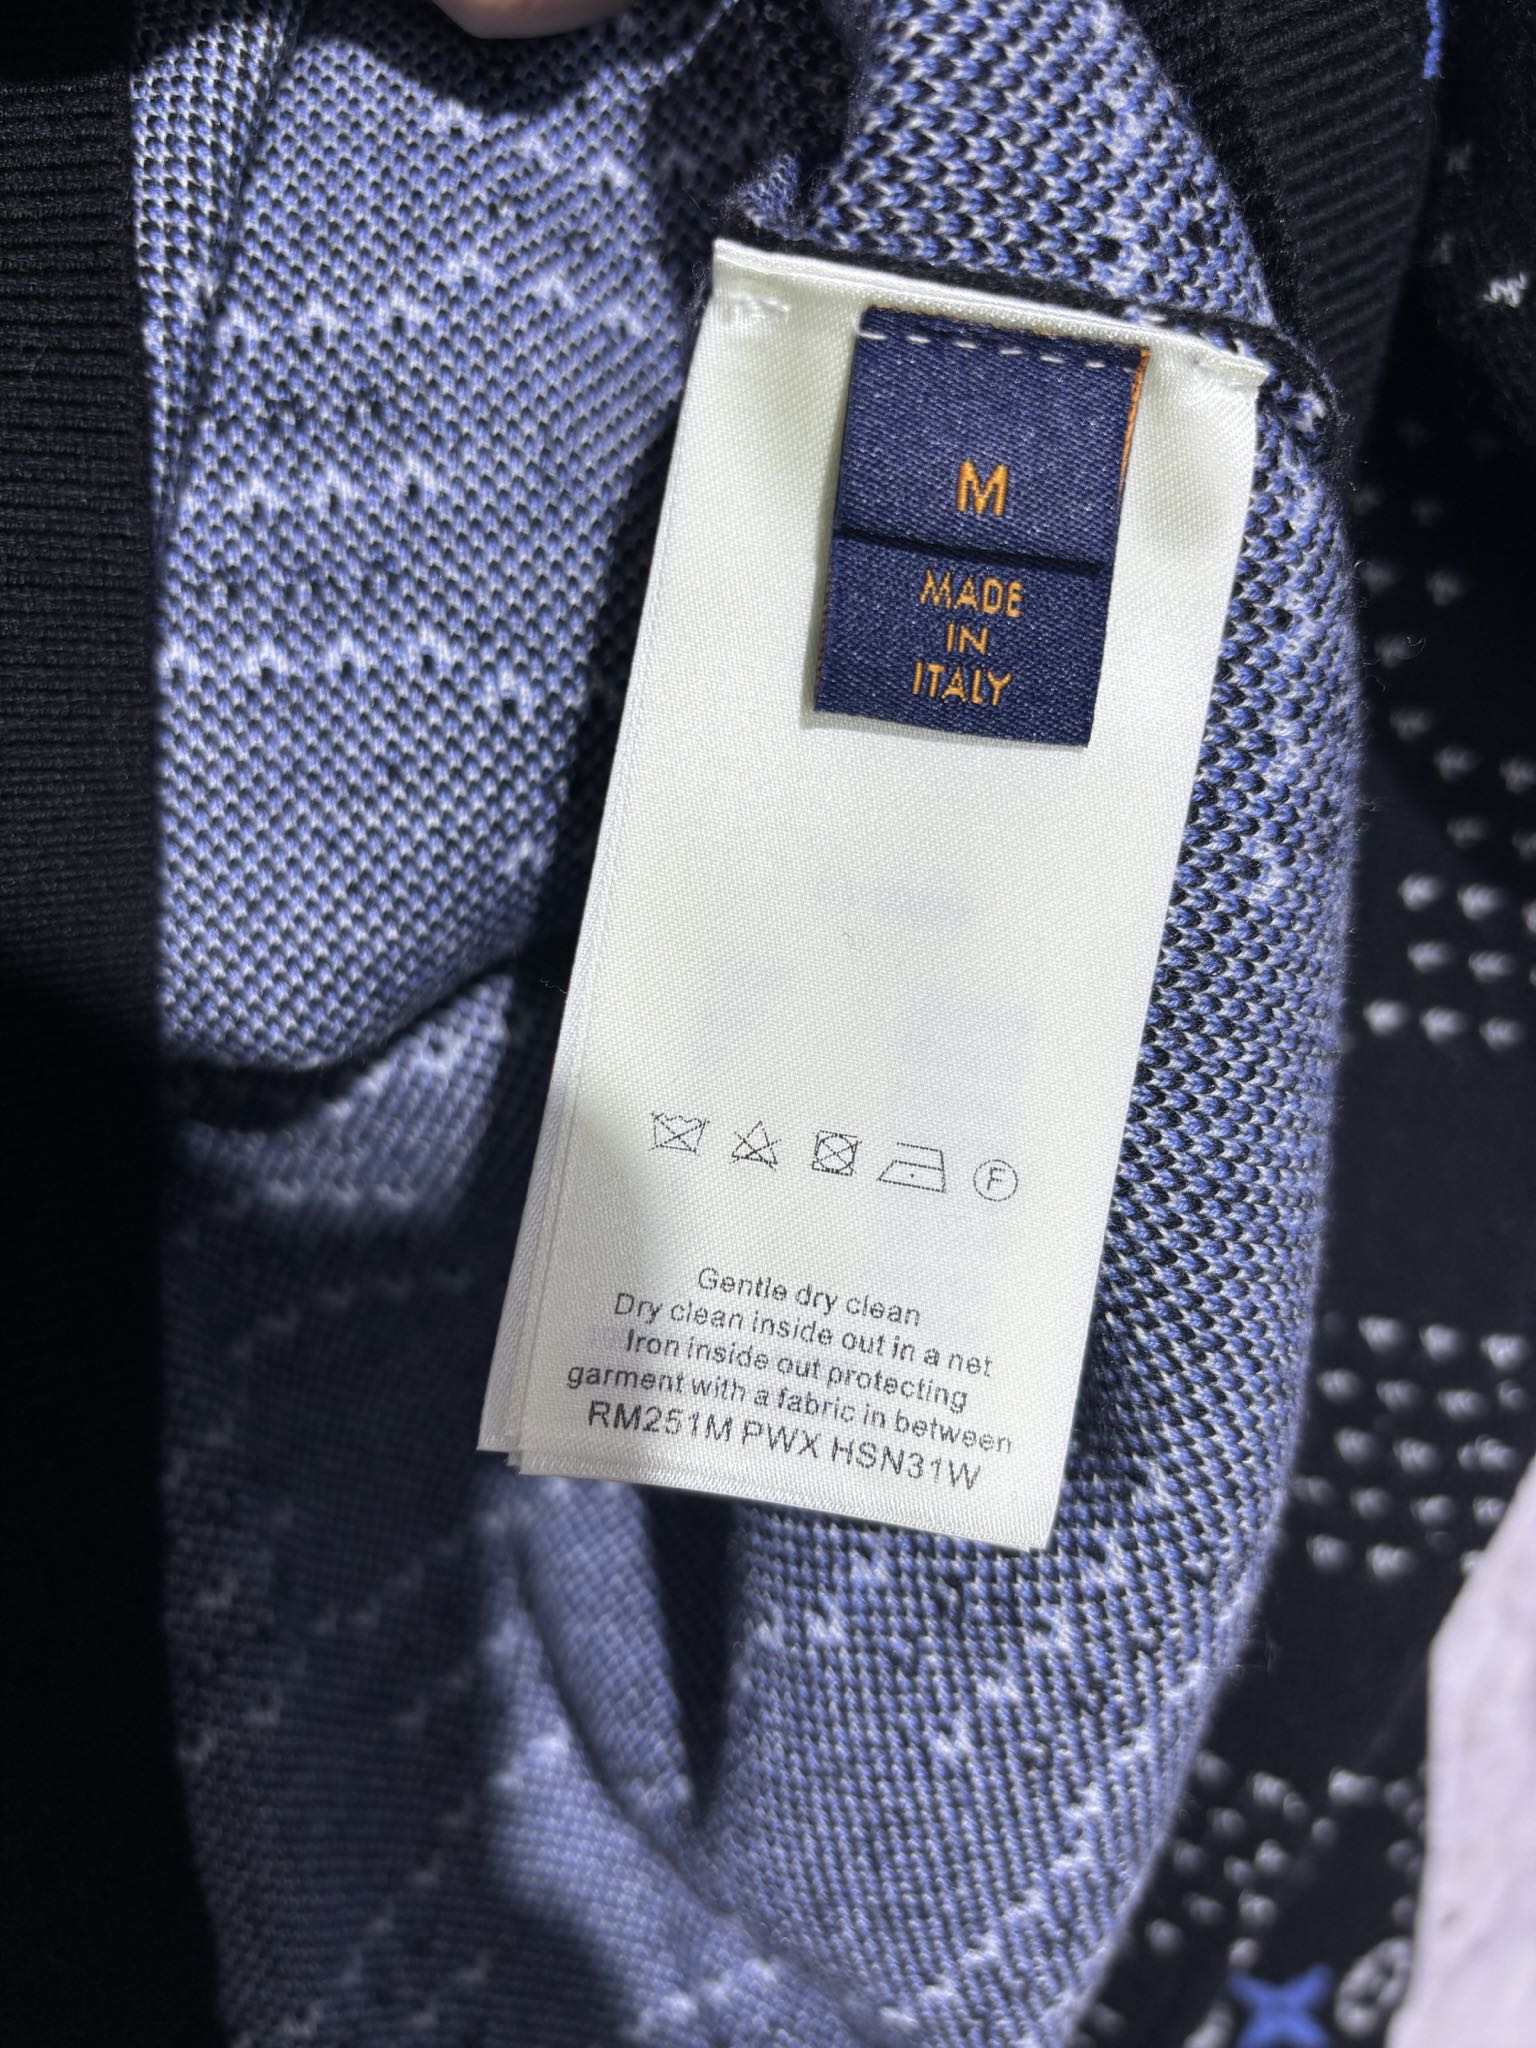 M
MADE
IN
ITALY
F
Gentle dry clean
Dry clean inside out in a net
Iron inside out protecting
garment with a fabric in between
RM251M PWX HSN31W